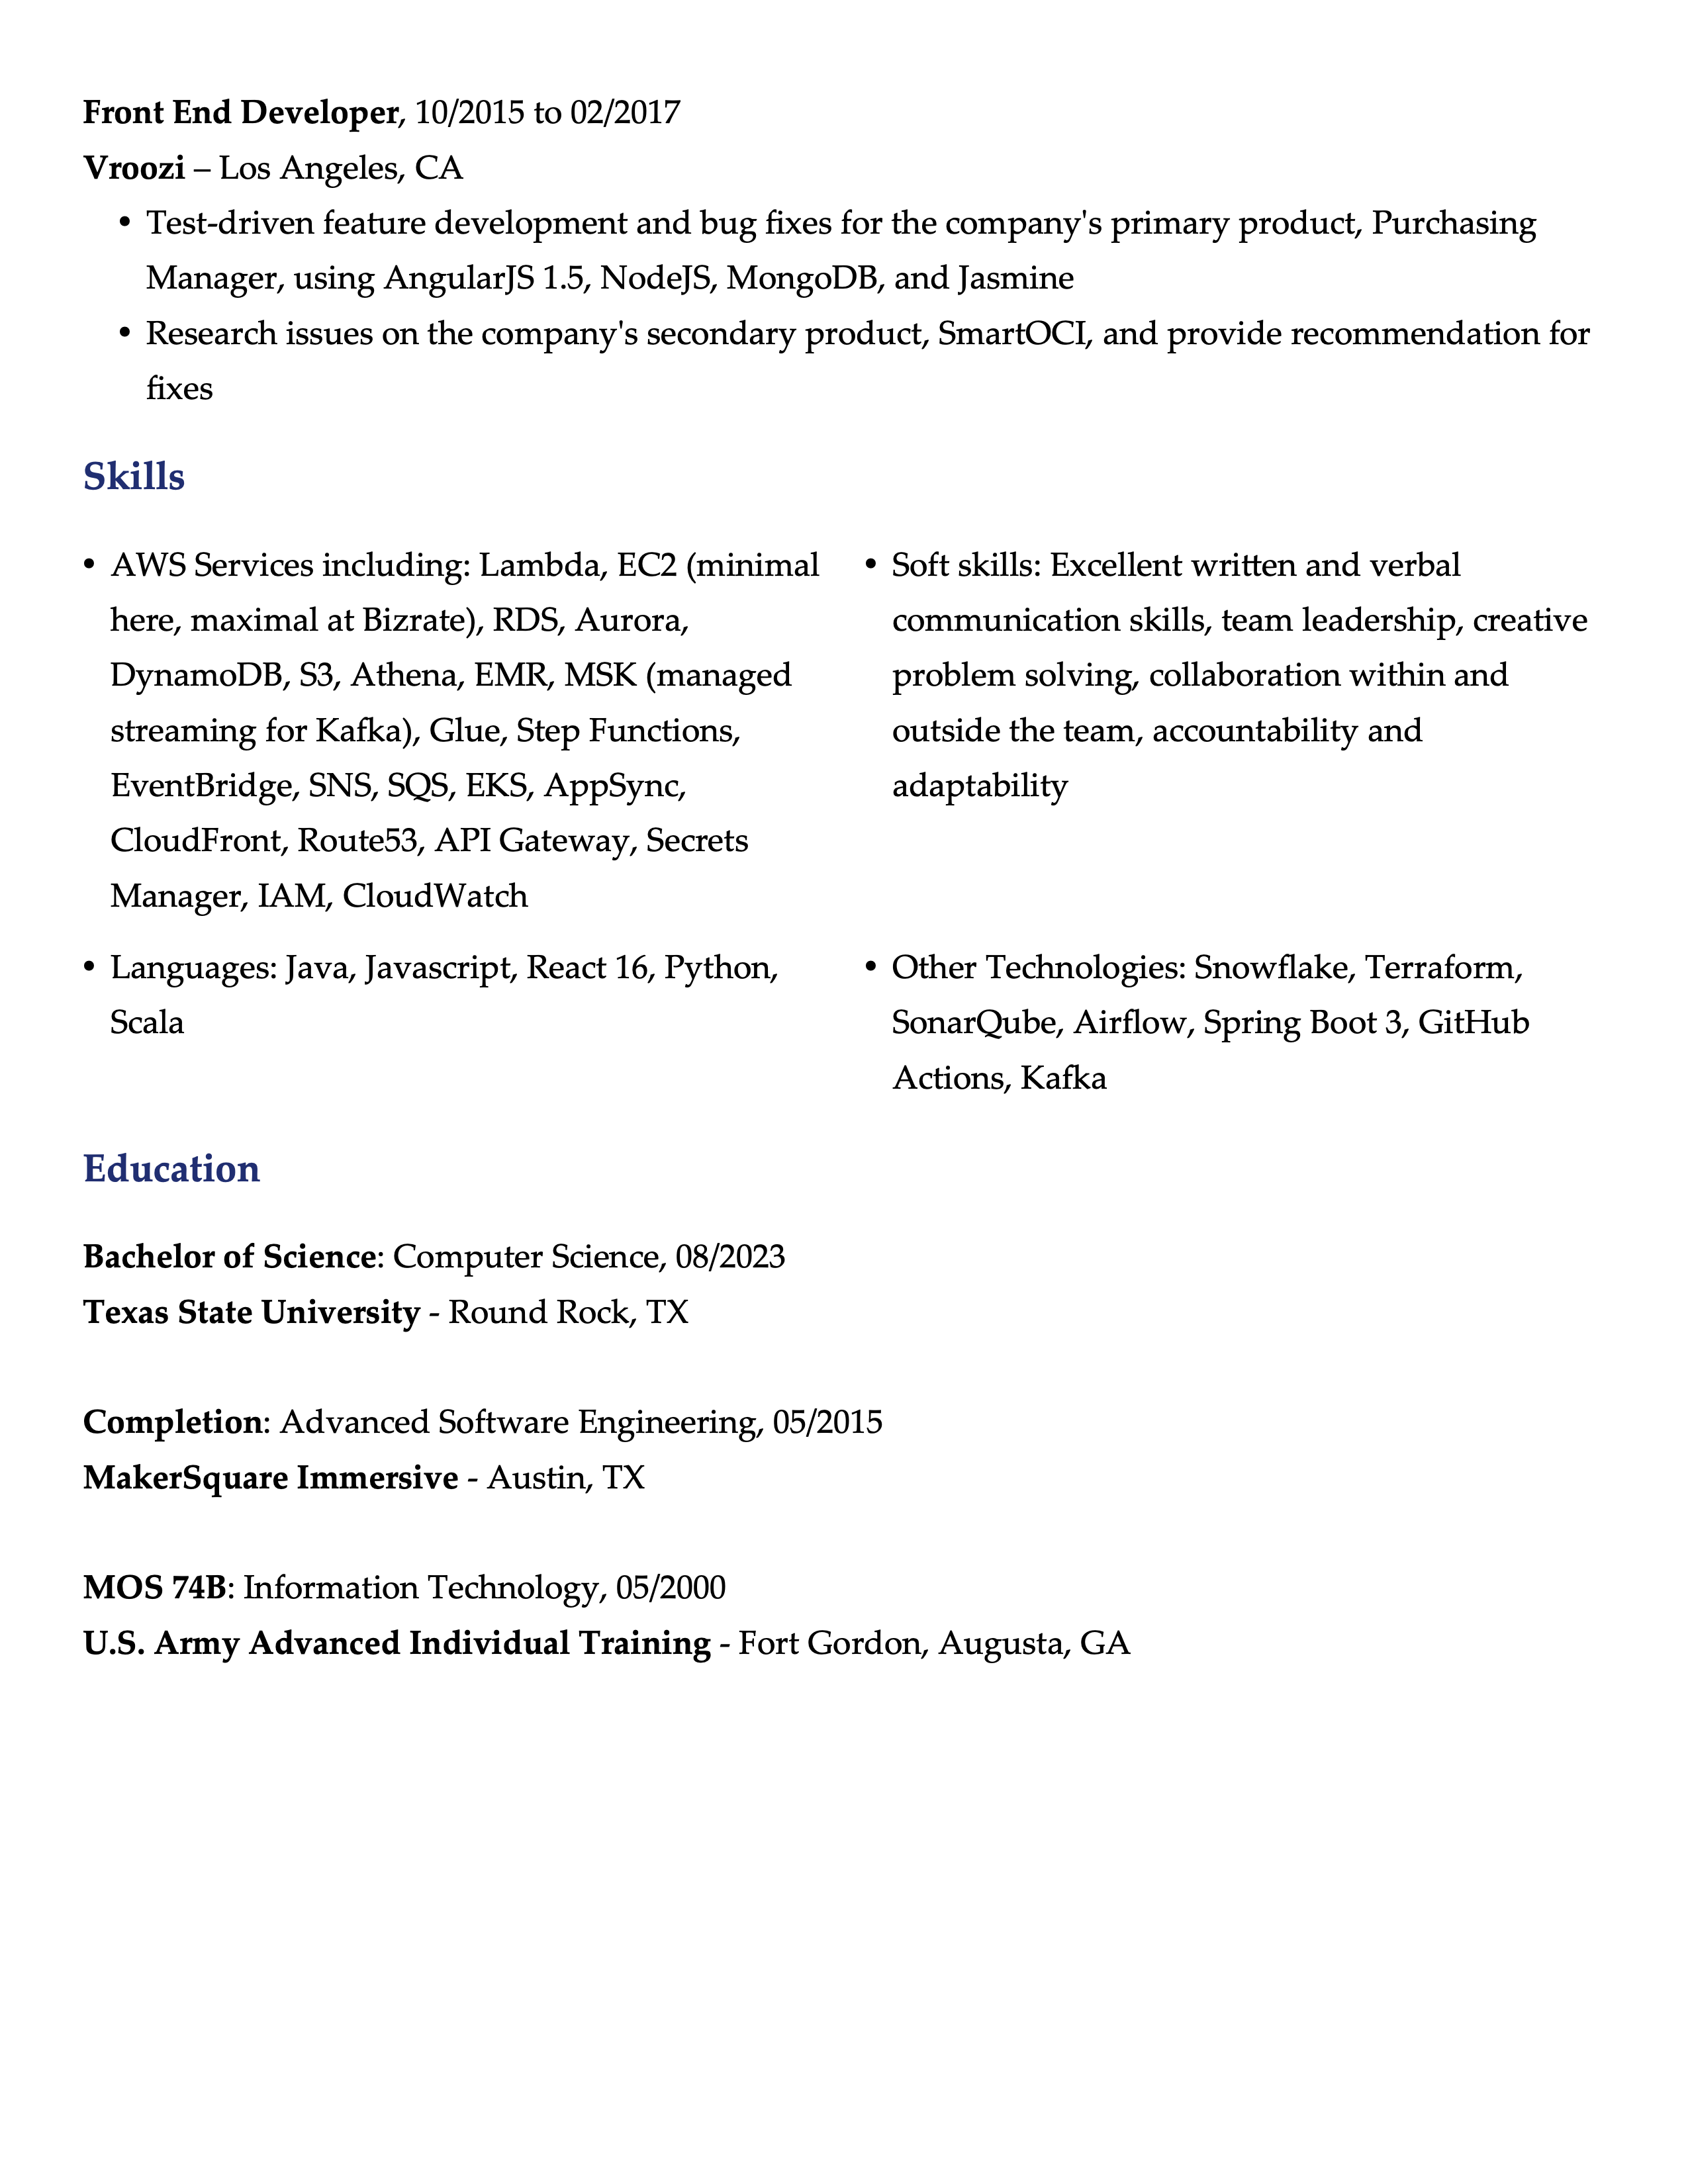 Front End Developer, 10/2015 to 02/2017
Vroozi – Los Angeles, CA
• Test-driven feature development and bug fixes for the company's primary product, Purchasing
Manager, using AngularJS 1.5, NodeJS, MongoDB, and Jasmine
• Research issues on the company's secondary product, SmartOCI, and provide recommendation for
fixes
Skills
• AWS Services including: Lambda, EC2 (minimal
here, maximal at Bizrate), RDS, Aurora,
DynamoDB, S3, Athena, EMR, MSK (managed
streaming for Kafka), Glue, Step Functions,
EventBridge, SNS, SQS, EKS, AppSync,
CloudFront, Route53, API Gateway, Secrets
Manager, IAM, CloudWatch
• Soft skills: Excellent written and verbal
communication skills, team leadership, creative
problem solving, collaboration within and
outside the team, accountability and
adaptability
• Languages: Java, Javascript, React 16, Python,
Scala
• Other Technologies: Snowflake, Terraform,
SonarQube, Airflow, Spring Boot 3, GitHub
Actions, Kafka
Education
Bachelor of Science: Computer Science, 08/2023
Texas State University - Round Rock, TX
Completion: Advanced Software Engineering, 05/2015
MakerSquare Immersive - Austin, TX
MOS 74B: Information Technology, 05/2000
U.S. Army Advanced Individual Training - Fort Gordon, Augusta, GA